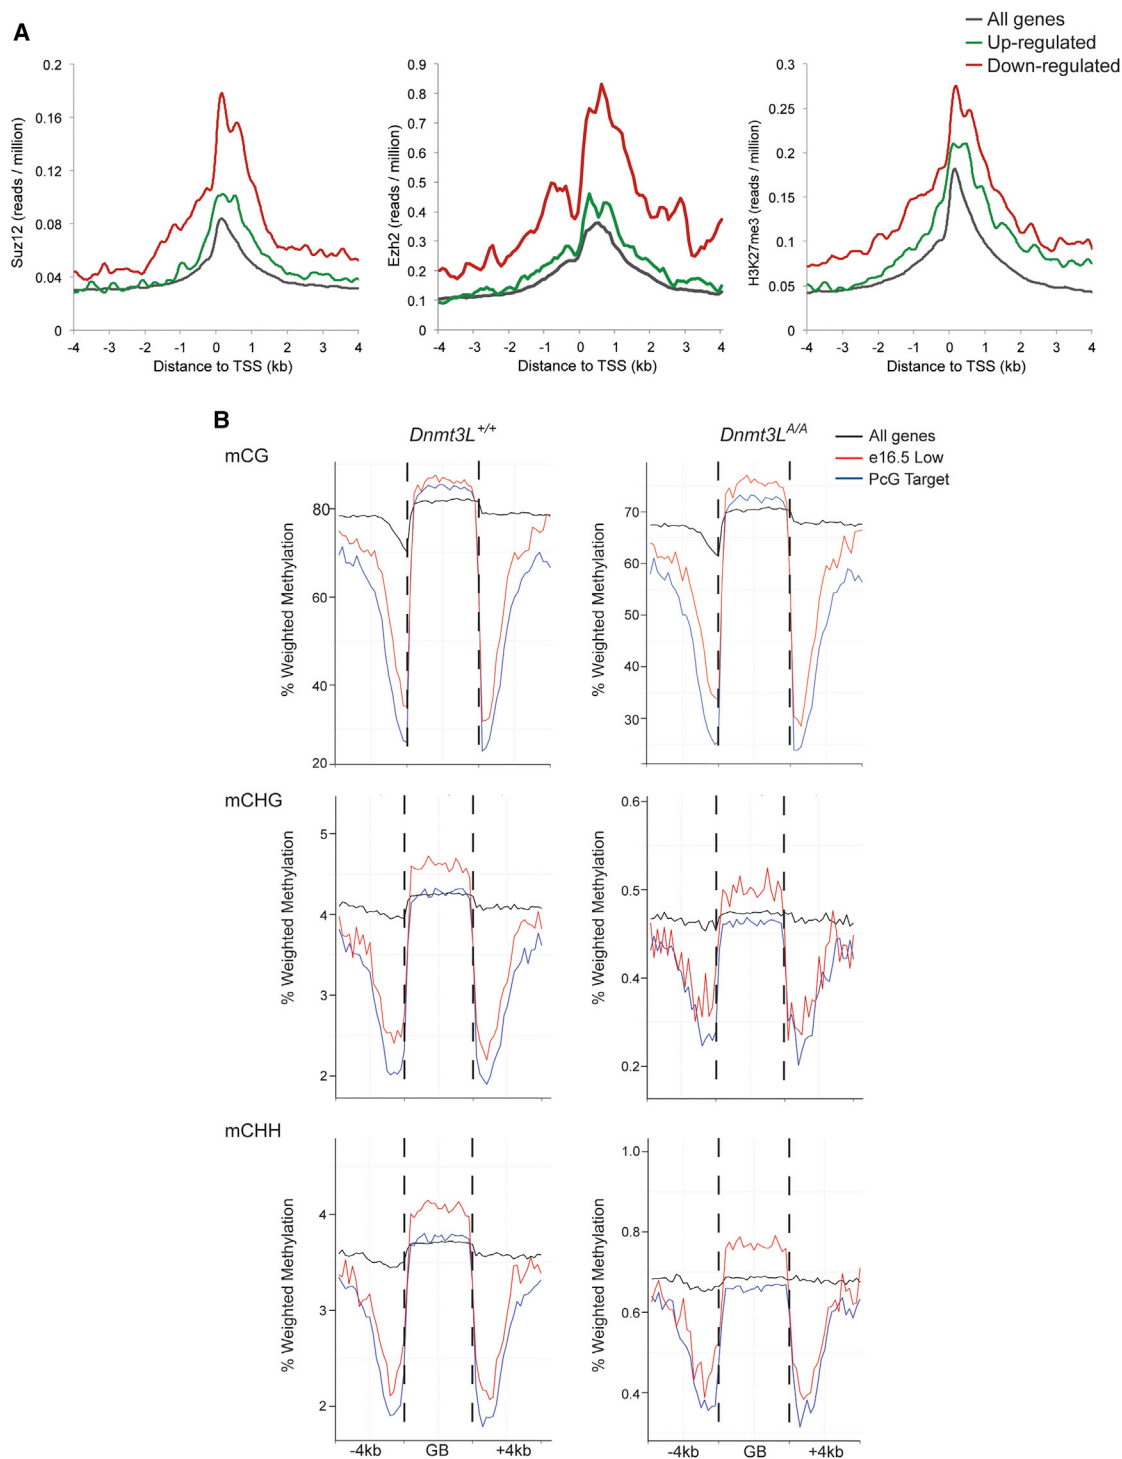 A
All genes
Up-regulated
Down-regulated
Suz12 (reads / million)
0.2
0.16
0.12
0.08
0.04
0
-4 -3 -2 -1 0 1 2 3 4
Distance to TSS (kb)
Ezh2 (reads / million)
0.9
0.8
0.7
0.6
0.5
0.4
0.3
0.2
0.1
0
-4 -3 -2 -1 0 1 2 3 4
Distance to TSS (kb)
H3K27me3 (reads / million)
0.3
0.25
0.2
0.15
0.1
0.05
0
-4 -3 -2 -1 0 1 2 3 4
Distance to TSS (kb)
B
Dnmt3L+/+
Dnmt3LA/A
All genes
e16.5 Low
PcG Target
mCG
% Weighted Methylation
80
60
40
20
% Weighted Methylation
70
60
50
40
30
mCHG
% Weighted Methylation
5
4
3
2
% Weighted Methylation
0.6
0.5
0.4
0.2
mCHH
% Weighted Methylation
4
3
2
-4kb GB +4kb
% Weighted Methylation
1.0
0.8
0.6
0.4
-4kb GB +4kb